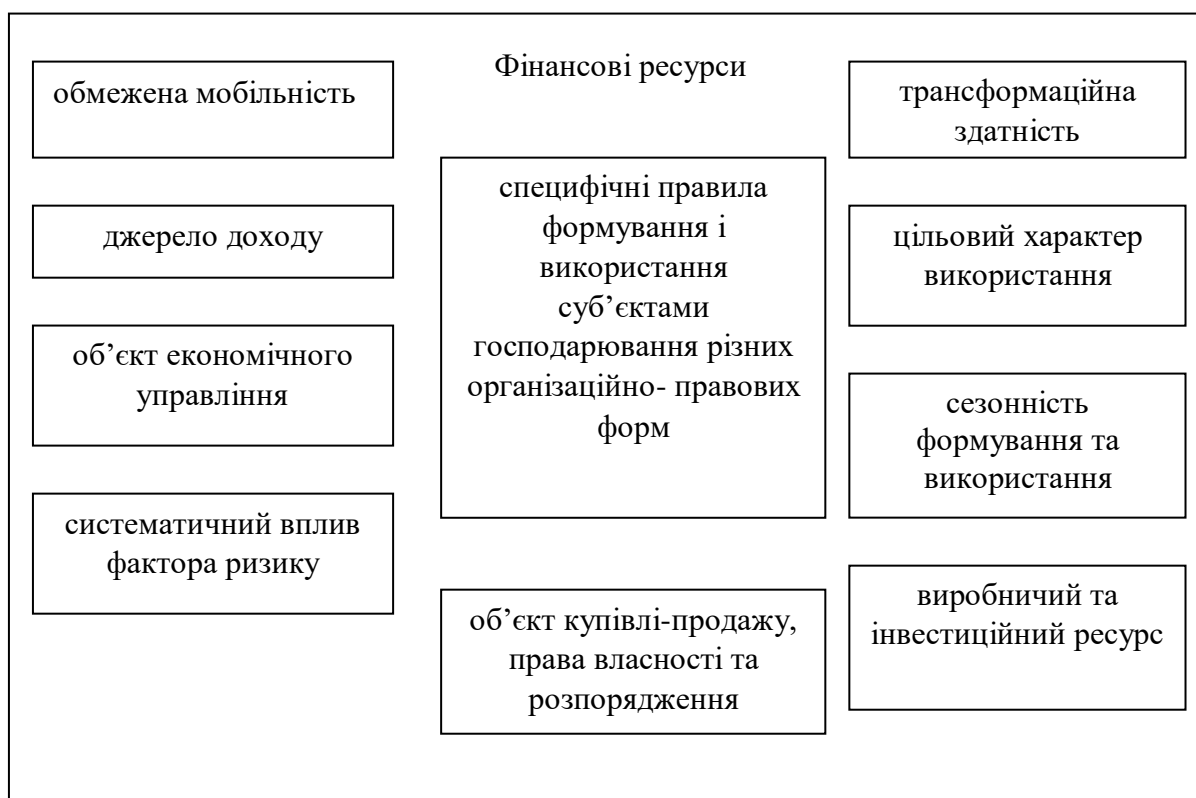 Фінансові ресурси
обмежена мобільність
джерело доходу
об’єкт економічного
управління
систематичний вплив
фактора ризику
специфічні правила
формування і
використання
суб’єктами
господарювання різних
організаційно- правових
форм
об’єкт купівлі-продажу,
права власності та
розпорядження
трансформаційна
здатність
цільовий характер
використання
сезонність
формування та
використання
виробничий та
інвестиційний ресурс